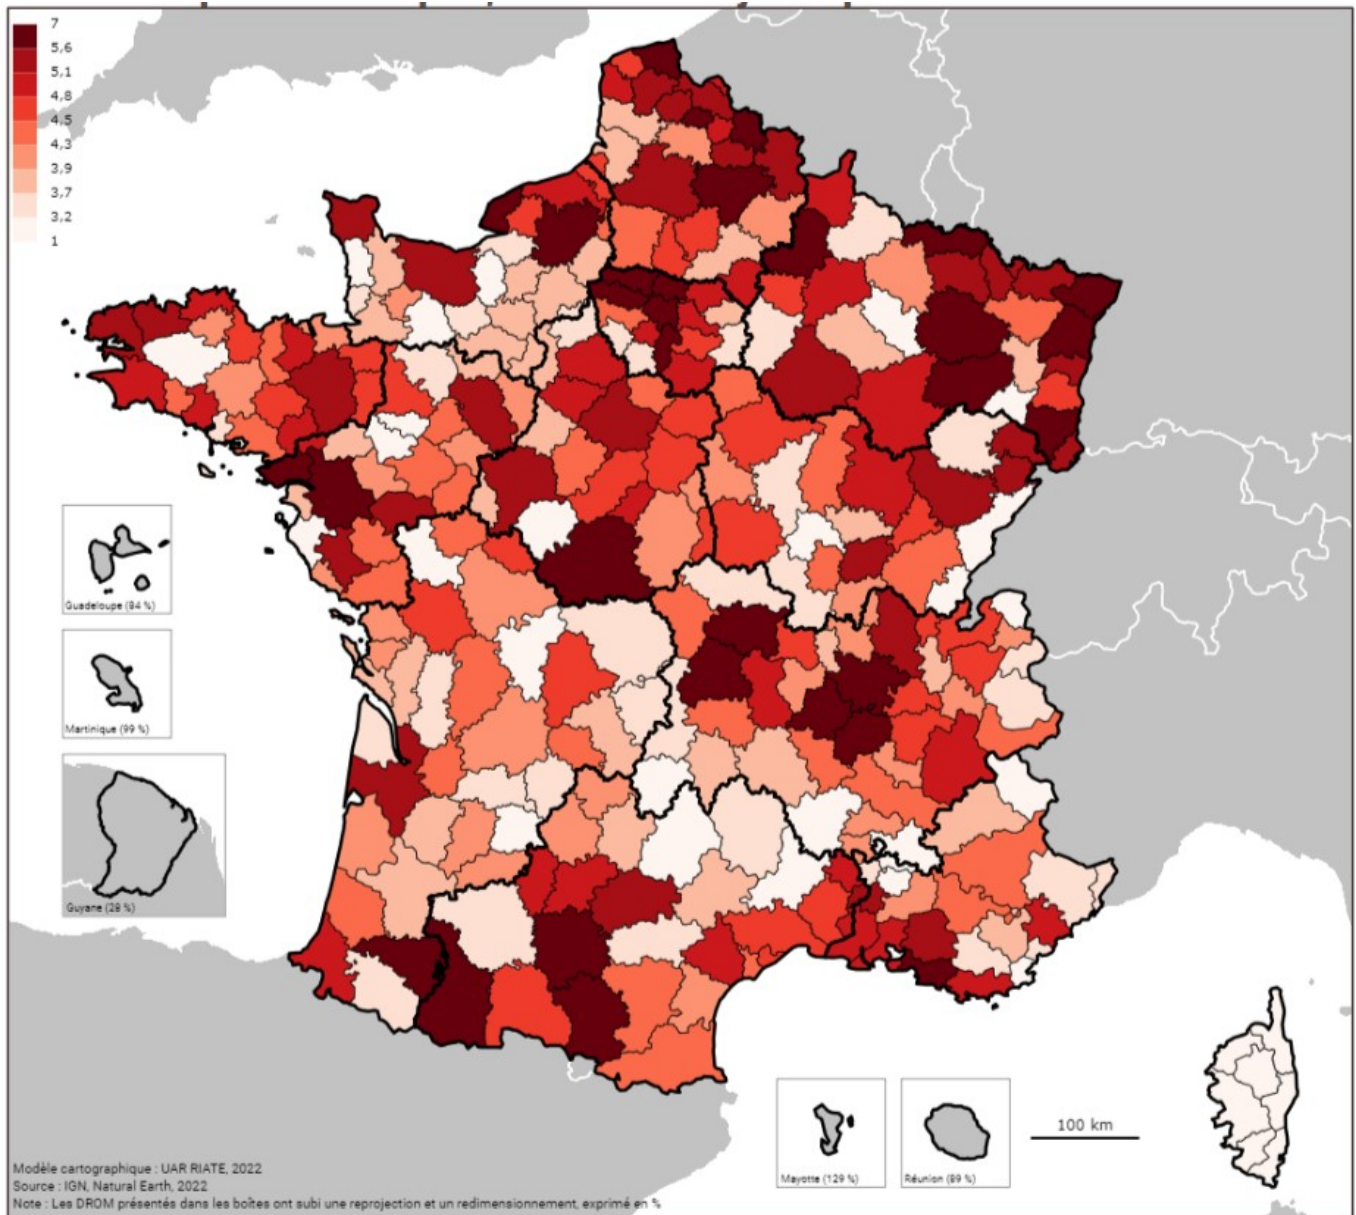 7
5,6
5,1
4,8
4,5
4,3
3,9
3,7
3,2
1
Guadeloupe (84 %)
Martinique (99 %)
Guyane (28 %)
Mayotte (129 %)
Réunion (89 %)
100 km
Modèle cartographique : UAR RIATE, 2022
Source : IGN, Natural Earth, 2022
Note : Les DROM présentés dans les boîtes ont subi une reprojection et un redimensionnement, exprimé en %